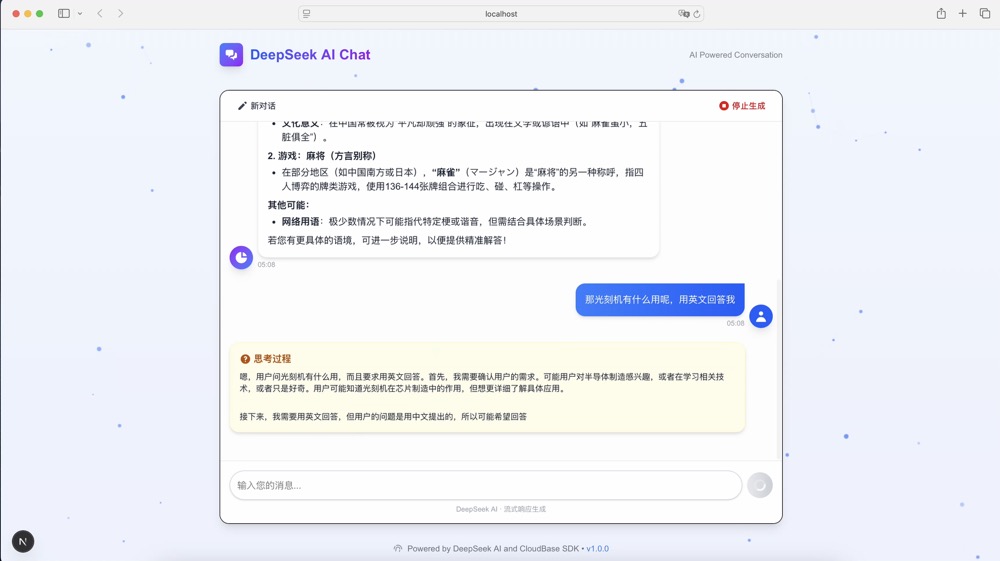 localhost
DeepSeek AI Chat
AI Powered Conversation
新对话
停止生成
• 文化意义：在中国常被视为“平凡却顽强”的象征，出现在文学或谚语中（如“麻雀虽小，五
脏俱全”）。
2. 游戏：麻将（方言别称）
• 在部分地区（如中国南方或日本），“麻雀”（マージャン）是“麻将”的另一种称呼，指四
人博弈的牌类游戏，使用136-144张牌组合进行吃、碰、杠等操作。
其他可能：
• 网络用语：极少数情况下可能指代特定梗或谐音，但需结合具体场景判断。
若您有更具体的语境，可进一步说明，以便提供精准解答！
05:08
那光刻机有什么用呢，用英文回答我
05:08
思考过程
嗯，用户问光刻机有什么用，而且要求用英文回答。首先，我需要确认用户的需求。可能用户对半导体制造感兴趣，或者在学习相关技
术，或者只是好奇。用户可能知道光刻机在芯片制造中的作用，但想更详细了解具体应用。
接下来，我需要用英文回答，但用户的问题是用中文提出的，所以可能希望回答
输入您的消息...
DeepSeek AI · 流式响应生成
N
Powered by DeepSeek AI and CloudBase SDK • v1.0.0